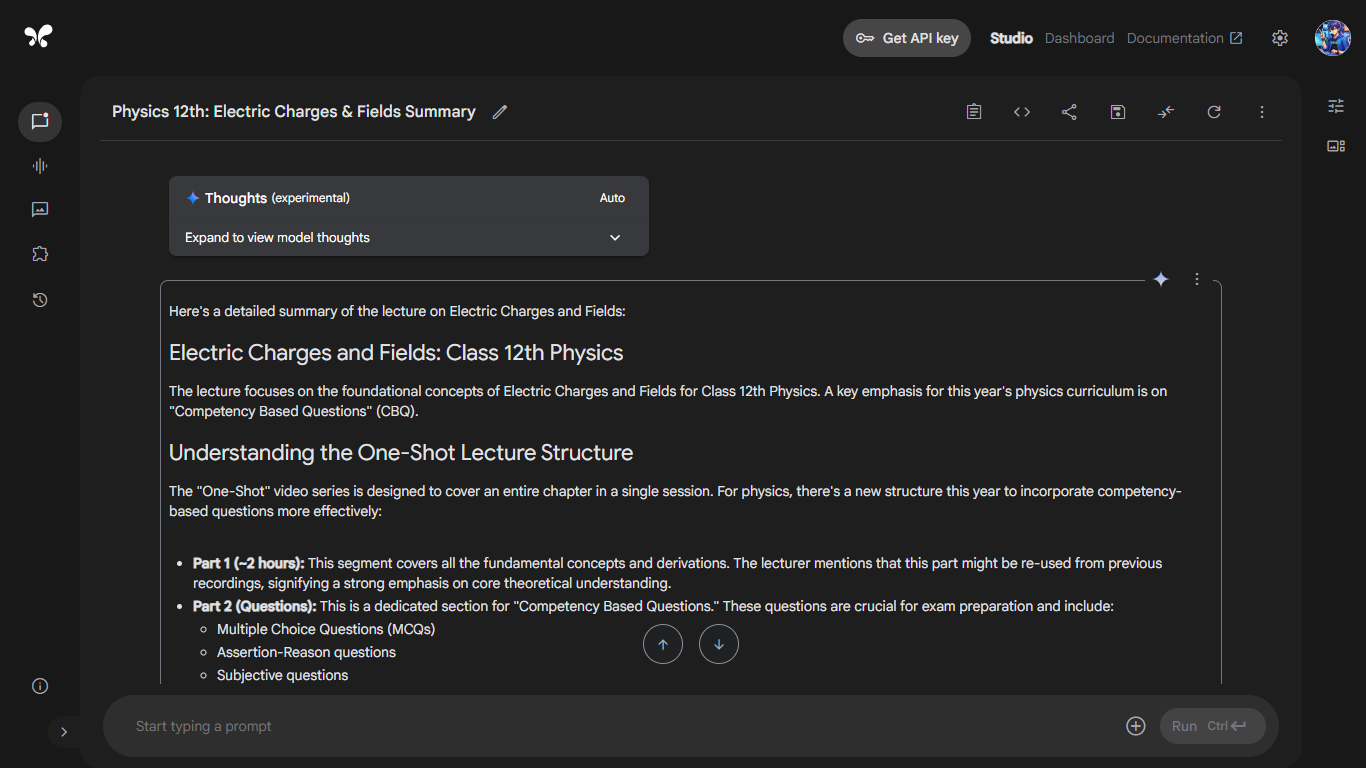 Get API key
Studio
Dashboard
Documentation
Physics 12th: Electric Charges & Fields Summary
Thoughts (experimental)
Auto
Expand to view model thoughts
Here's a detailed summary of the lecture on Electric Charges and Fields:
Electric Charges and Fields: Class 12th Physics
The lecture focuses on the foundational concepts of Electric Charges and Fields for Class 12th Physics. A key emphasis for this year's physics curriculum is on
"Competency Based Questions" (CBQ).
Understanding the One-Shot Lecture Structure
The "One-Shot" video series is designed to cover an entire chapter in a single session. For physics, there's a new structure this year to incorporate competency-
based questions more effectively:
Part 1 (~2 hours): This segment covers all the fundamental concepts and derivations. The lecturer mentions that this part might be re-used from previous
recordings, signifying a strong emphasis on core theoretical understanding.
Part 2 (Questions): This is a dedicated section for "Competency Based Questions." These questions are crucial for exam preparation and include:
Multiple Choice Questions (MCQs)
Assertion-Reason questions
Subjective questions
Start typing a prompt
Run Ctrl